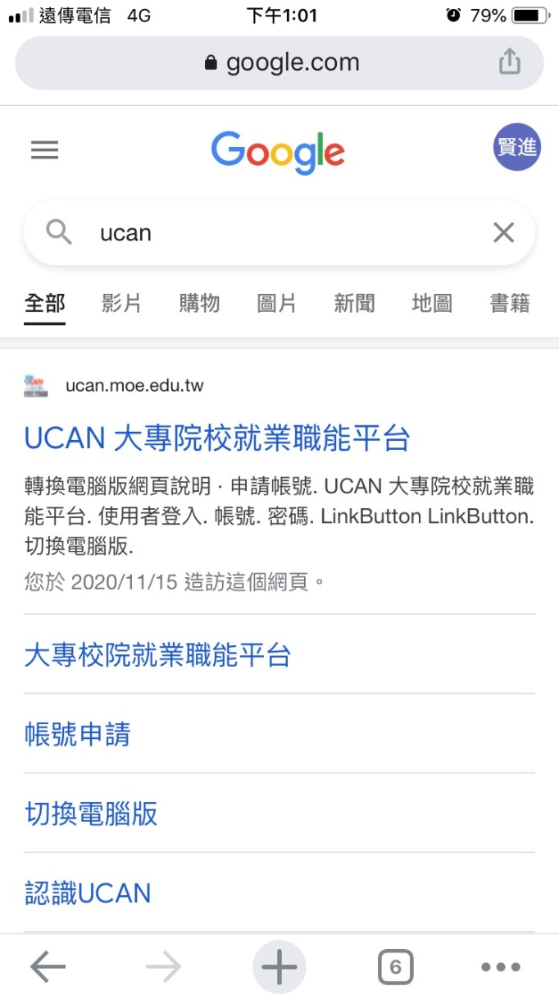 遠傳電信 4G 下午1:01 79%
google.com
Google 賢進
ucan
全部 影片 購物 圖片 新聞 地圖 書籍
ucan.moe.edu.tw
UCAN 大專院校就業職能平台
轉換電腦版網頁說明 · 申請帳號. UCAN 大專院校就業職
能平台. 使用者登入. 帳號. 密碼. LinkButton LinkButton.
切換電腦版.
您於 2020/11/15 造訪這個網頁。
大專校院就業職能平台
帳號申請
切換電腦版
認識UCAN
6